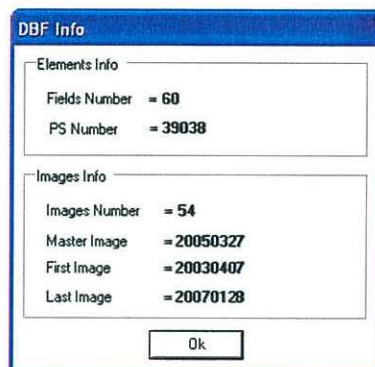 DBF Info
Elements Info
Fields Number = 60
PS Number = 39038
Images Info
Images Number = 54
Master Image = 20050327
First Image = 20030407
Last Image = 20070128
Ok